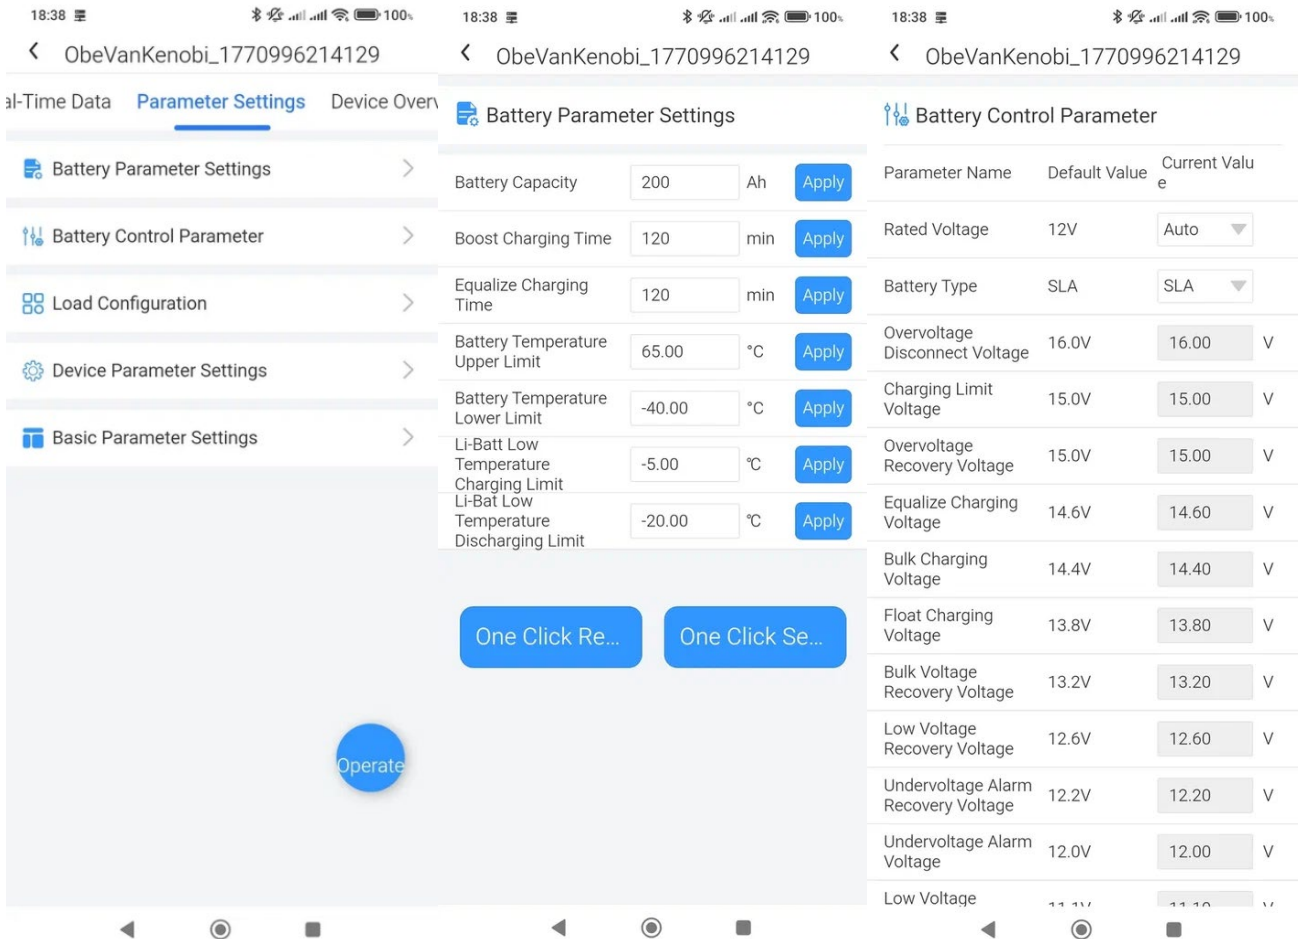 18:38
100%
ObeVanKenobi_1770996214129
al-Time Data Parameter Settings Device Overv
Battery Parameter Settings
Battery Control Parameter
Load Configuration
Device Parameter Settings
Basic Parameter Settings
Operate
18:38
100%
ObeVanKenobi_1770996214129
Battery Parameter Settings
Battery Capacity 200 Ah Apply
Boost Charging Time 120 min Apply
Equalize Charging
Time 120 min Apply
Battery Temperature
Upper Limit 65.00 °C Apply
Battery Temperature
Lower Limit -40.00 °C Apply
Li-Batt Low
Temperature
Charging Limit -5.00 °C Apply
Li-Bat Low
Temperature
Discharging Limit -20.00 °C Apply
One Click Re... One Click Se...
18:38
100%
ObeVanKenobi_1770996214129
Battery Control Parameter
Parameter Name Default Value Current Valu
e
Rated Voltage 12V Auto
Battery Type SLA SLA
Overvoltage
Disconnect Voltage 16.0V 16.00 V
Charging Limit
Voltage 15.0V 15.00 V
Overvoltage
Recovery Voltage 15.0V 15.00 V
Equalize Charging
Voltage 14.6V 14.60 V
Bulk Charging
Voltage 14.4V 14.40 V
Float Charging
Voltage 13.8V 13.80 V
Bulk Voltage
Recovery Voltage 13.2V 13.20 V
Low Voltage
Recovery Voltage 12.6V 12.60 V
Undervoltage Alarm
Recovery Voltage 12.2V 12.20 V
Undervoltage Alarm
Voltage 12.0V 12.00 V
Low Voltage